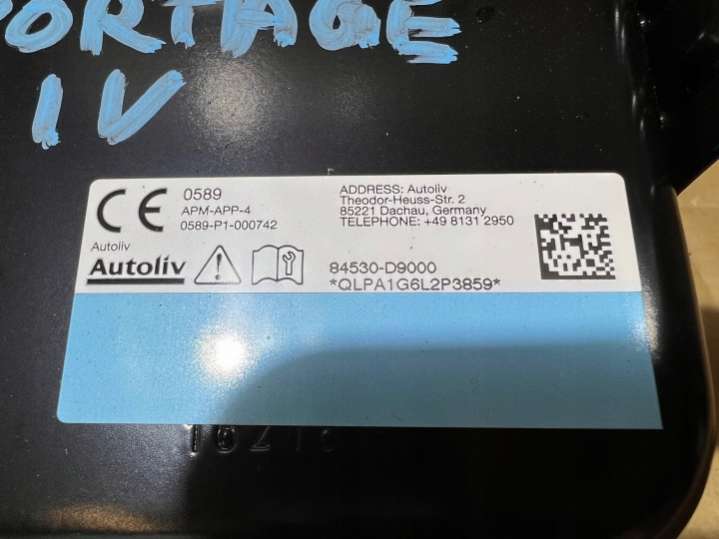 PORTAGE
IV
CE 0589
APM-APP-4
0589-P1-000742
Autoliv
Autoliv
ADDRESS: Autoliv
Theodor-Heuss-Str. 2
85221 Dachau, Germany
TELEPHONE: +49 8131 2950
84530-D9000
*QLPA1G6L2P3859*